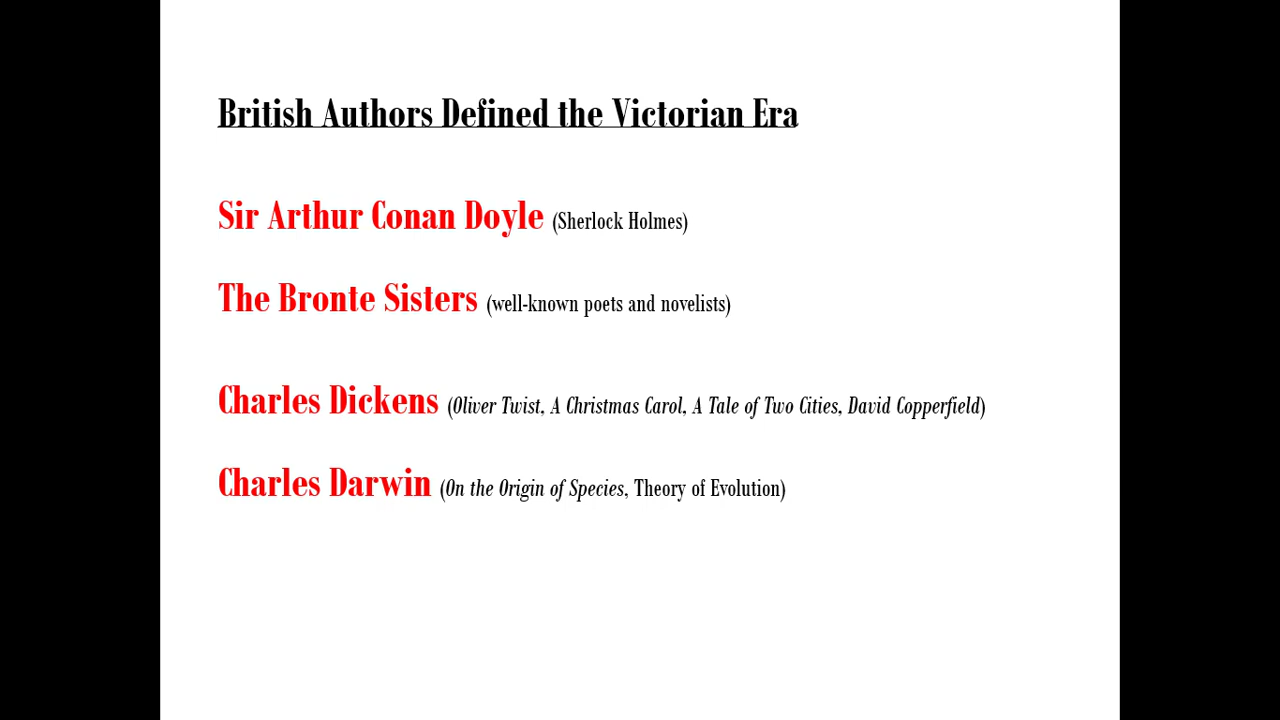 British Authors Defined the Victorian Era
Sir Arthur Conan Doyle (Sherlock Holmes)
The Bronte Sisters (well-known poets and novelists)
Charles Dickens (Oliver Twist, A Christmas Carol, A Tale of Two Cities, David Copperfield)
Charles Darwin (On the Origin of Species, Theory of Evolution)